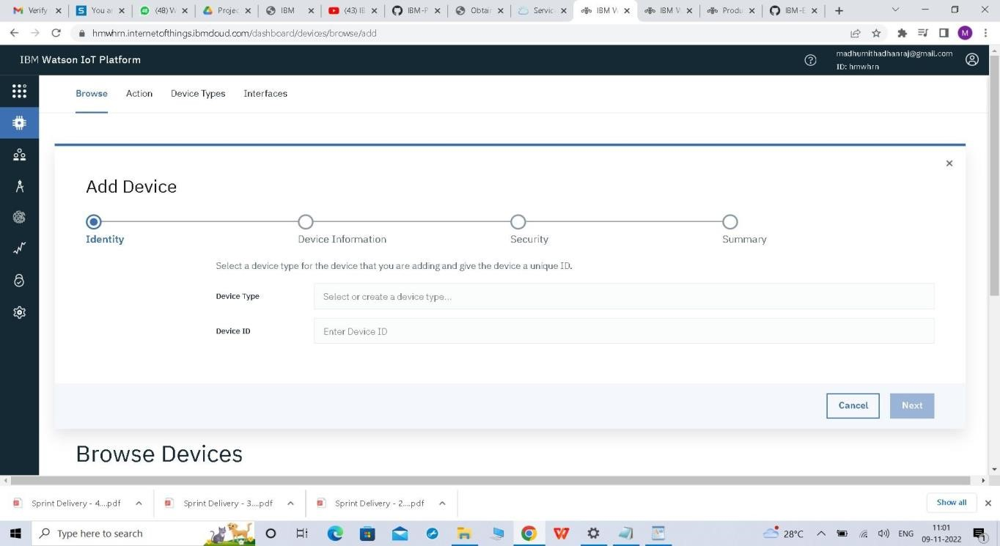 Verify
You a
(48) W
Projec
IBM
(43) IE
IBM-P
Obtair
Servic
IBM W
IBM W
Produ
IBM-E
hmwhrn.internetofthings.ibmcloud.com/dashboard/devices/browse/add
M
IBM Watson IoT Platform
madhumithadhanraj@gmail.com
ID: hmwhrn
Browse Action Device Types Interfaces
Add Device
Identity Device Information Security Summary
Select a device type for the device that you are adding and give the device a unique ID.
Device Type Select or create a device type...
Device ID Enter Device ID
Cancel Next
Browse Devices
Sprint Delivery - 4....pdf Sprint Delivery - 3....pdf Sprint Delivery - 2....pdf Show all
Type here to search
28°C ENG
11:01
09-11-2022
1